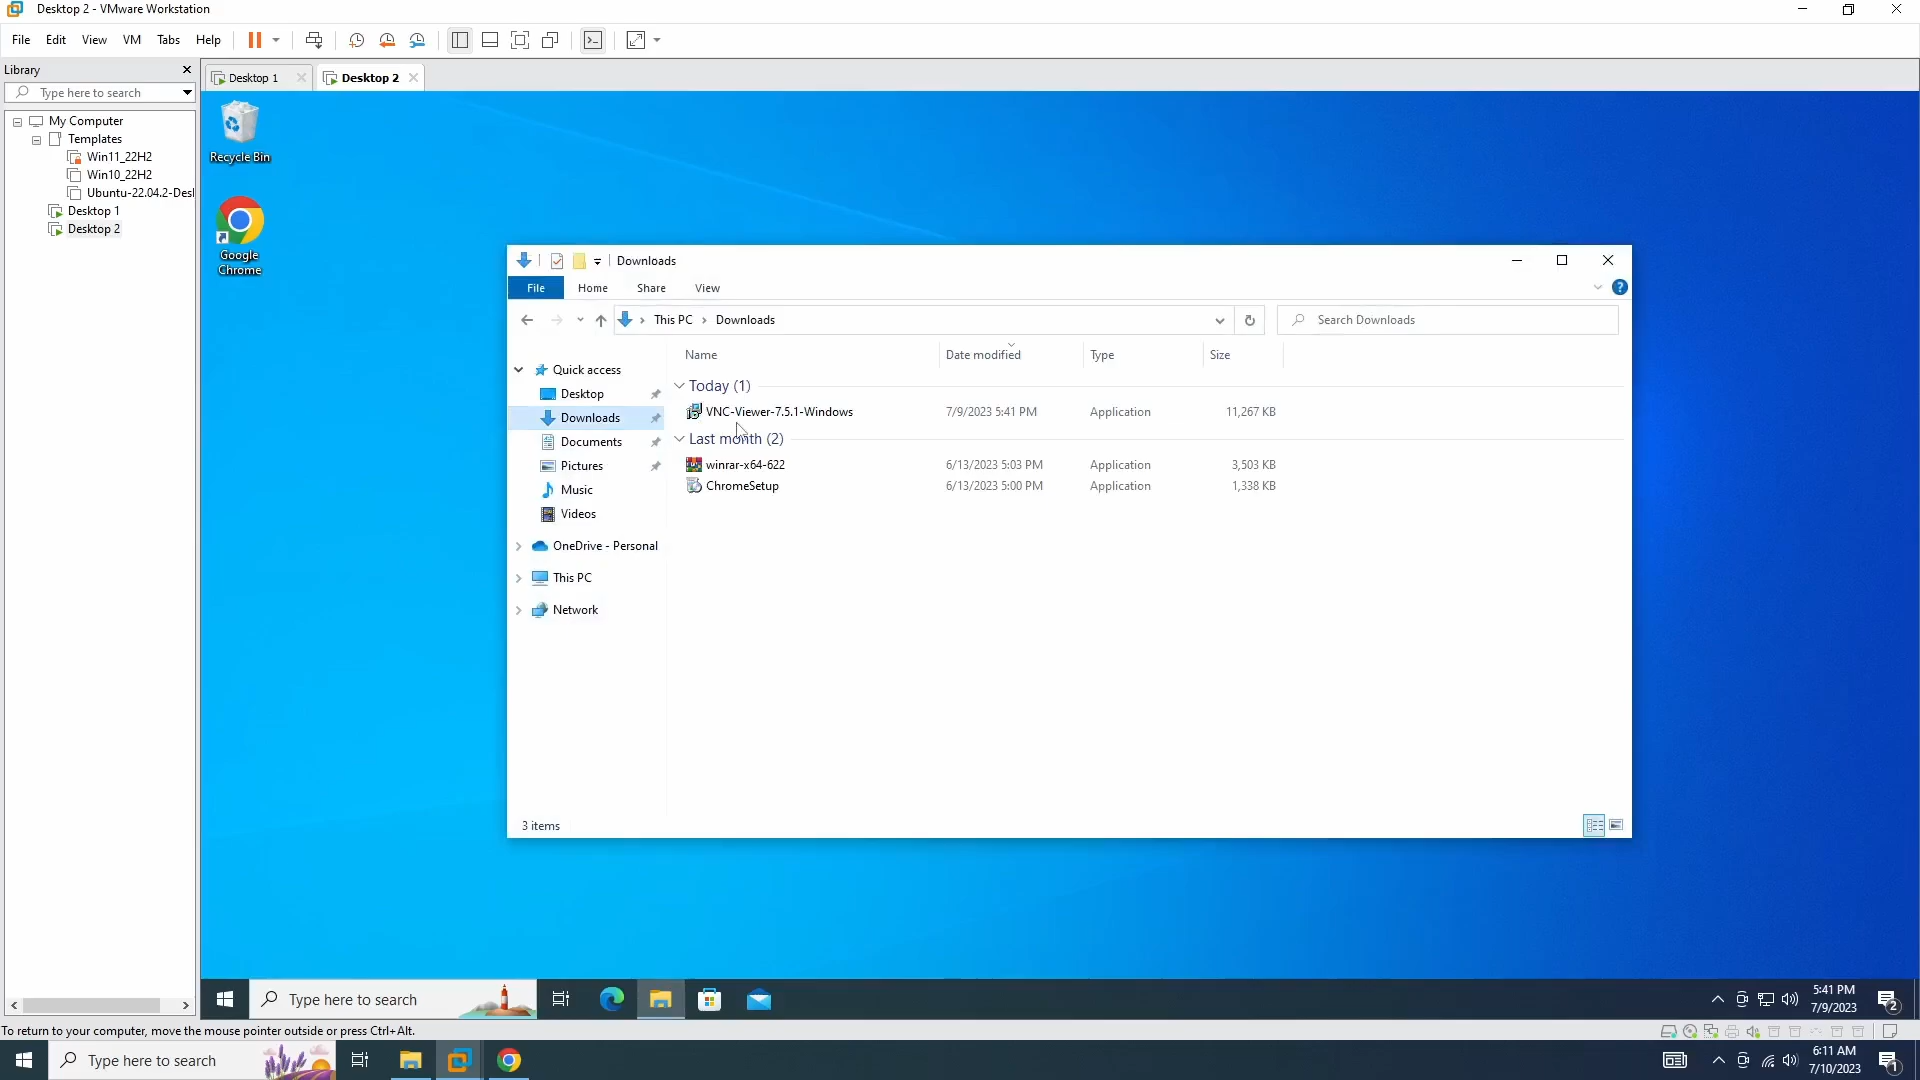 Desktop 2 - VMware Workstation
File Edit View VM Tabs Help
Library
Type here to search
My Computer
Templates
Win11_22H2
Win10_22H2
Ubuntu-22.04.2-Desl
Desktop 1
Desktop 2
Desktop 1
Desktop 2
Recycle Bin
Google
Chrome
Downloads
File Home Share View
This PC > Downloads
Search Downloads
Name Date modified Type Size
Quick access
Desktop
Downloads
Documents
Pictures
Music
Videos
OneDrive - Personal
This PC
Network
Today (1)
VNC-Viewer-7.5.1-Windows 7/9/2023 5:41 PM Application 11,267 KB
Last month (2)
winrar-x64-622 6/13/2023 5:03 PM Application 3,503 KB
ChromeSetup 6/13/2023 5:00 PM Application 1,338 KB
3 items
Type here to search
5:41 PM
7/9/2023
2
To return to your computer, move the mouse pointer outside or press Ctrl+Alt.
Type here to search
6:11 AM
7/10/2023
1